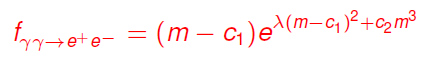 f_{γγ→e⁺e⁻} = (m − c₁)e^{λ(m−c₁)²+c₂m³}